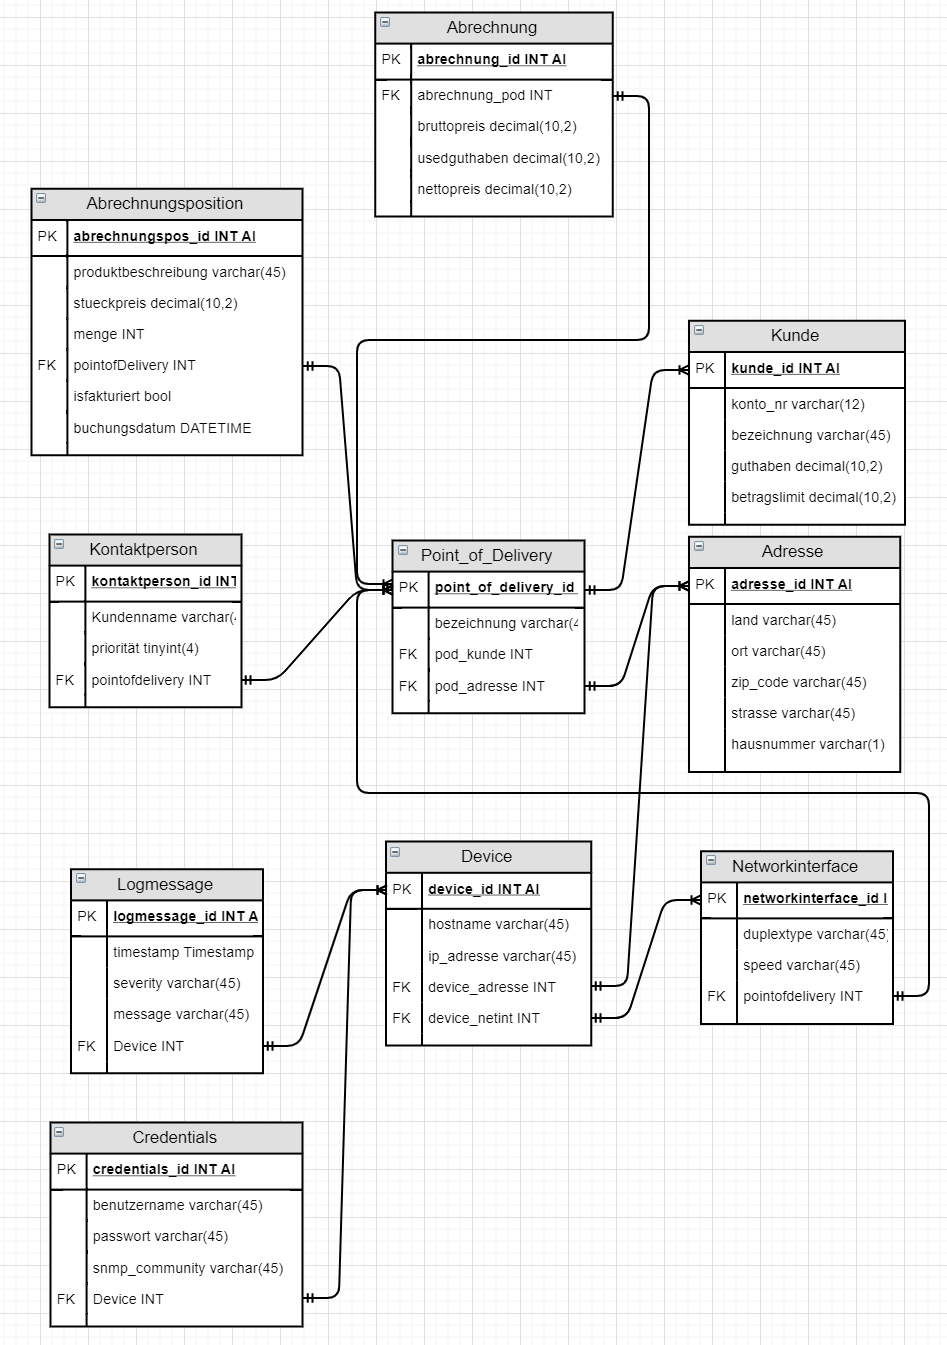 Abrechnung
PK abrechnung_id INT AI
FK abrechnung_pod INT
bruttopreis decimal(10,2)
usedguthaben decimal(10,2)
nettopreis decimal(10,2)
Abrechnungsposition
PK abrechnungspos_id INT AI
produktbeschreibung varchar(45)
stueckpreis decimal(10,2)
menge INT
FK pointofDelivery INT
isfakturiert bool
buchungsdatum DATETIME
Kunde
PK kunde_id INT AI
konto_nr varchar(12)
bezeichnung varchar(45)
guthaben decimal(10,2)
betragslimit decimal(10,2)
Kontaktperson
PK kontaktperson_id INT
Kundenname varchar(
priorität tinyint(4)
FK pointofdelivery INT
Point_of_Delivery
PK point_of_delivery_id
bezeichnung varchar(4
FK pod_kunde INT
FK pod_adresse INT
Adresse
PK adresse_id INT AI
land varchar(45)
ort varchar(45)
zip_code varchar(45)
strasse varchar(45)
hausnummer varchar(1)
Logmessage
PK logmessage_id INT A
timestamp Timestamp
severity varchar(45)
message varchar(45)
FK Device INT
Device
PK device_id INT AI
hostname varchar(45)
ip_adresse varchar(45)
FK device_adresse INT
FK device_netint INT
Networkinterface
PK networkinterface_id I
duplextype varchar(45)
speed varchar(45)
FK pointofdelivery INT
Credentials
PK credentials_id INT AI
benutzername varchar(45)
passwort varchar(45)
snmp_community varchar(45)
FK Device INT